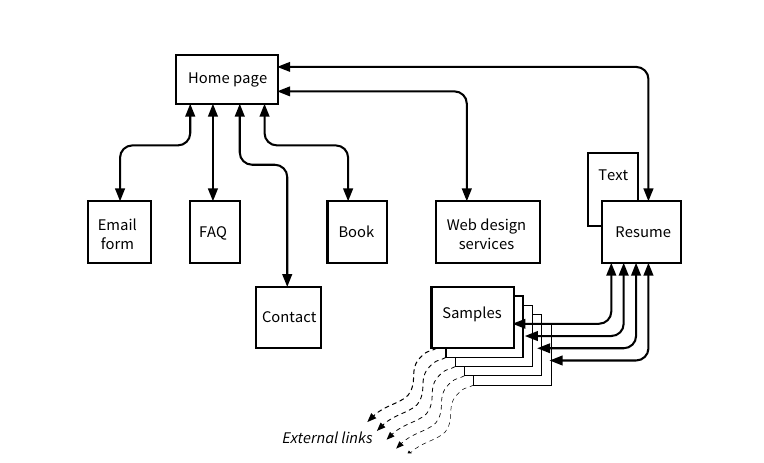 Home page
Text
Email
form
FAQ
Book
Web design
services
Resume
Contact
Samples
External links